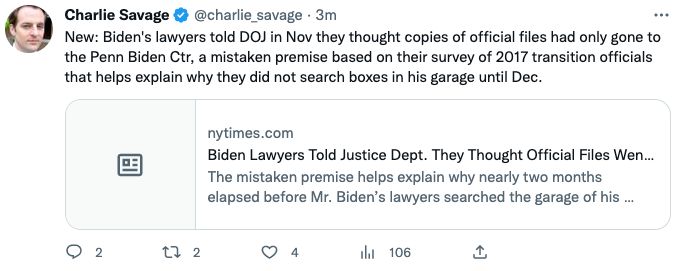 Charlie Savage @charlie_savage · 3m
New: Biden's lawyers told DOJ in Nov they thought copies of official files had only gone to
the Penn Biden Ctr, a mistaken premise based on their survey of 2017 transition officials
that helps explain why they did not search boxes in his garage until Dec.
nytimes.com
Biden Lawyers Told Justice Dept. They Thought Official Files Wen...
The mistaken premise helps explain why nearly two months
elapsed before Mr. Biden’s lawyers searched the garage of his ...
2 2 4 106